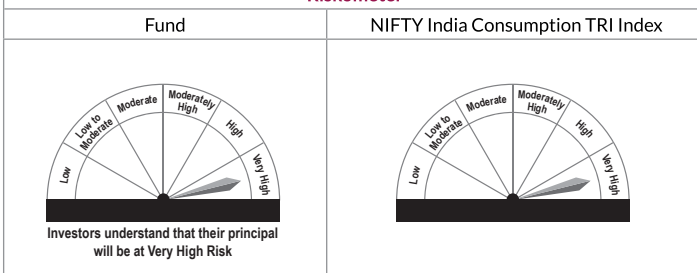 Riskometer
Fund
NIFTY India Consumption TRI Index
Low
Low to
Moderate
Moderate
Moderately
High
High
Very High
Investors understand that their principal
will be at Very High Risk
Low
Low to
Moderate
Moderate
Moderately
High
High
Very High